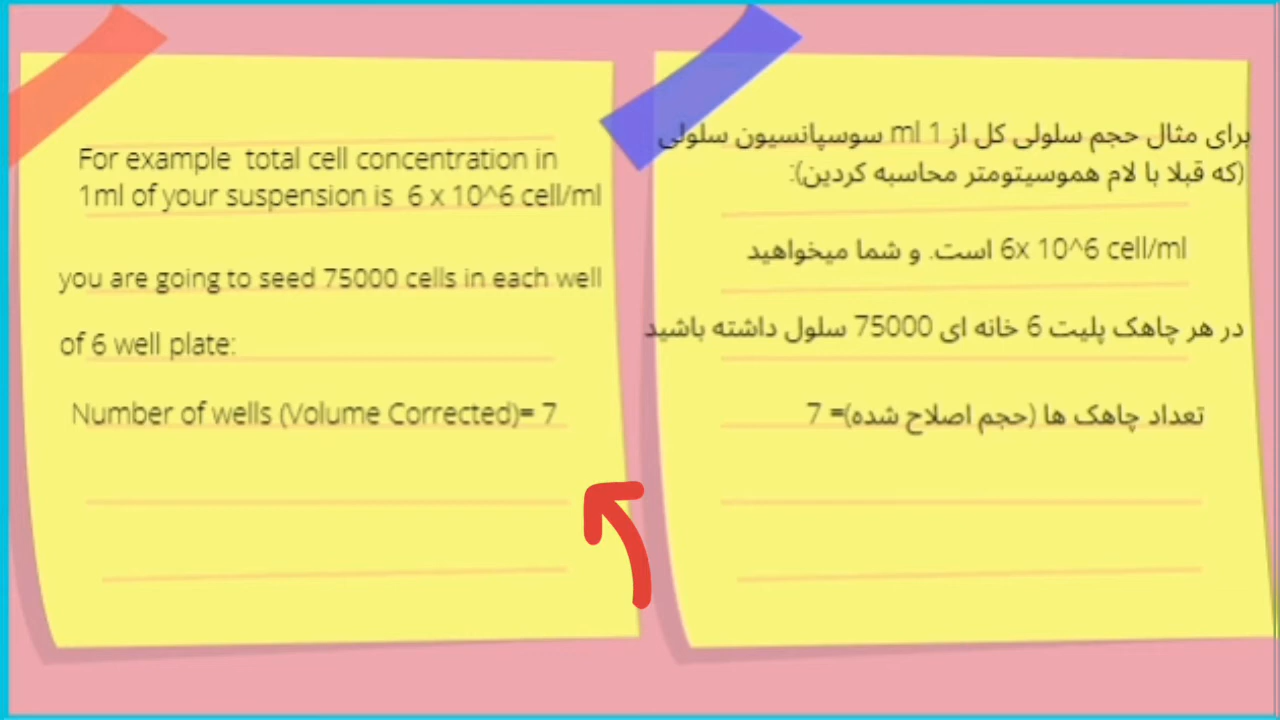 For example total cell concentration in
1ml of your suspension is 6 x 10^6 cell/ml
you are going to seed 75000 cells in each well
of 6 well plate:
Number of wells (Volume Corrected)= 7
برای مثال حجم سلولی کل از 1 ml سوسپانسیون سلولی
(که قبلا با لام هموسیتومتر محاسبه کردین):
6x 10^6 cell/ml است. و شما میخواهید
در هر چاهک پلیت 6 خانه ای 75000 سلول داشته باشید
تعداد چاهک ها (حجم اصلاح شده)= 7